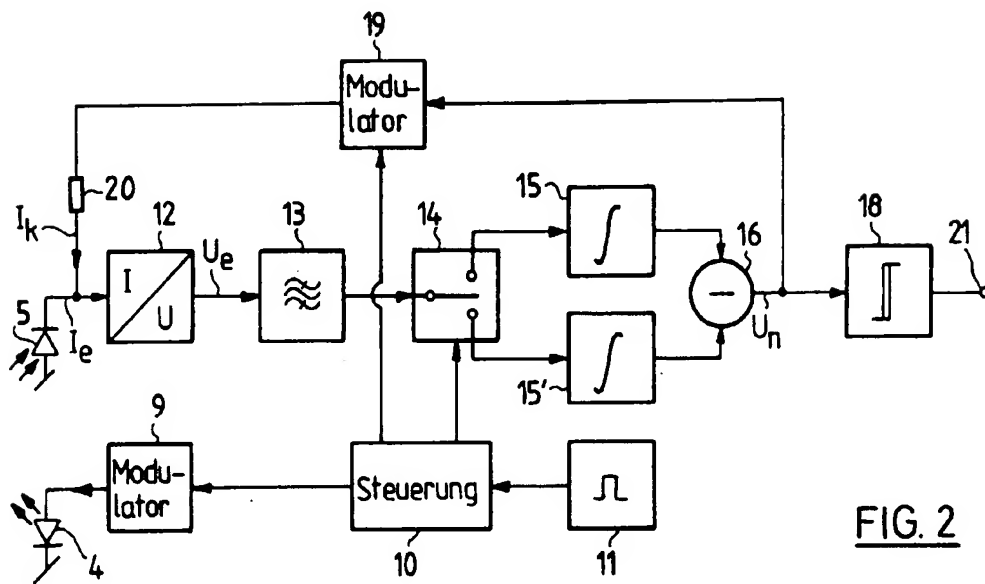 19
Modu-
lator
20
I_k
12
U_e
13
14
15
16
18
21
I
U
5
I_e
U_n
15'
9
Modu-
lator
Steuerung
4
10
11
FIG. 2